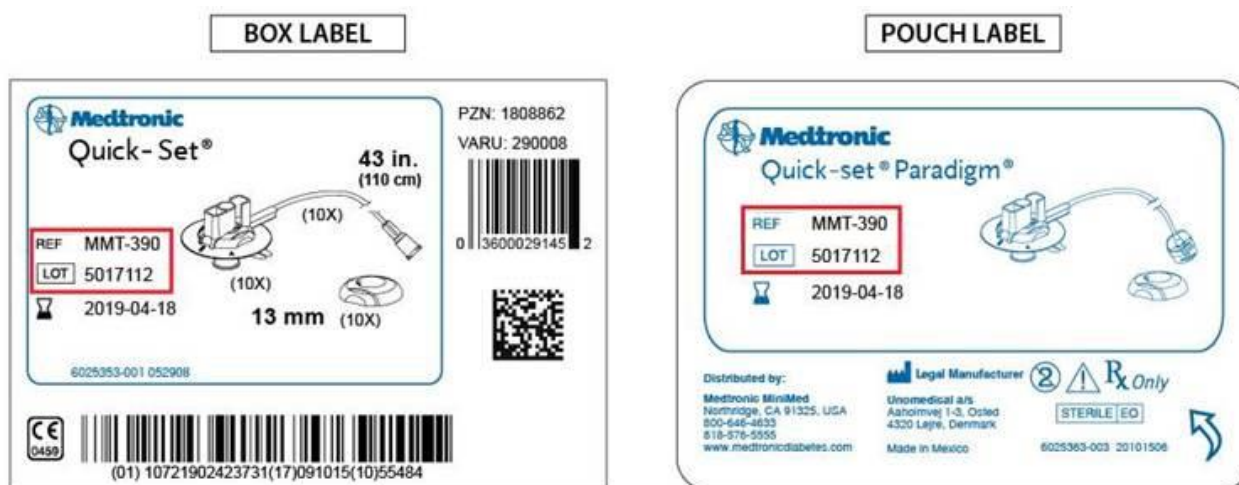 BOX LABEL
Medtronic
Quick-Set®
43 in.
(110 cm)
(10X)
REF MMT-390
LOT 5017112
2019-04-18
(10X)
13 mm (10X)
6025353-001 052908
PZN: 1808862
VARU: 290008
0 36000 29145 2
CE
0459
(01) 10721902423731(17)091015(10)55484
POUCH LABEL
Medtronic
Quick-set® Paradigm®
REF MMT-390
LOT 5017112
2019-04-18
Distributed by:
Medtronic MiniMed
Northridge, CA 91325, USA
800-646-4633
818-576-5555
www.medtronicdiabetes.com
Legal Manufacturer
Unomedical a/s
Aaholmvej 1-3, Osted
4320 Lejre, Denmark
Made in Mexico
2
Rx Only
STERILE EO
6025363-003 20101506